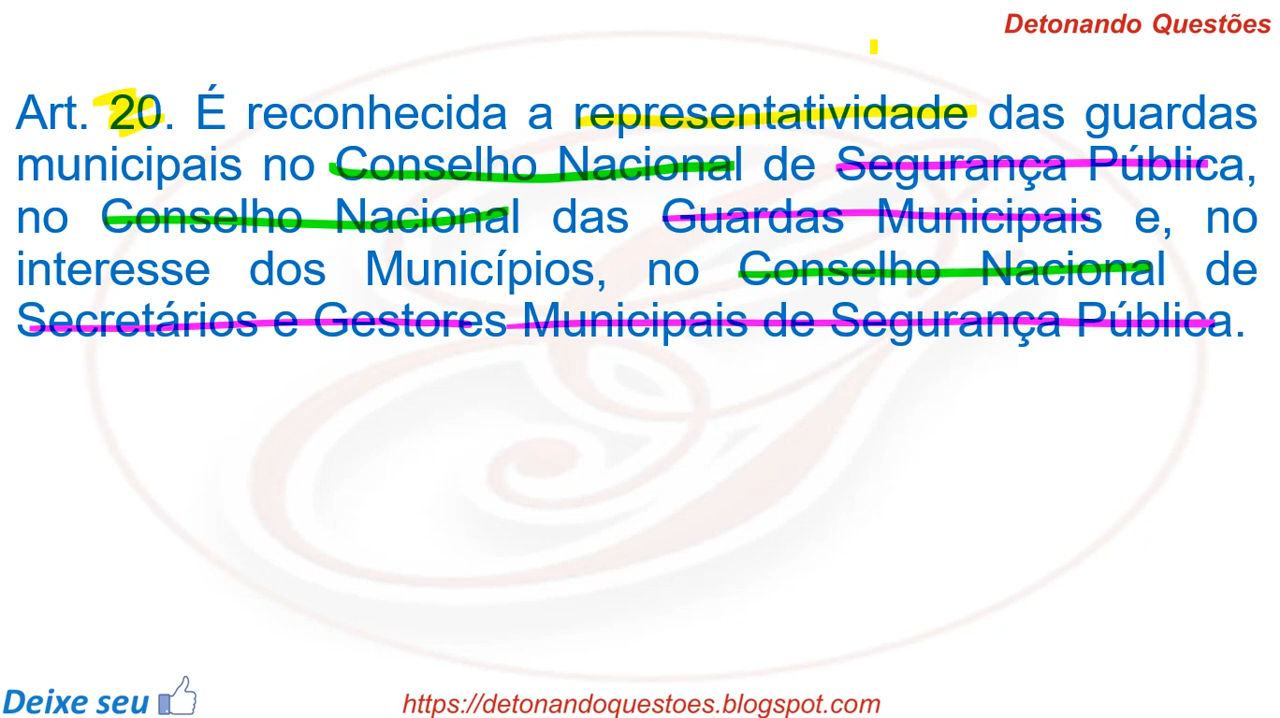 Detonando Questões
Art. 20. É reconhecida a representatividade das guardas
municipais no Conselho Nacional de Segurança Pública,
no Conselho Nacional das Guardas Municipais e, no
interesse dos Municípios, no Conselho Nacional de
Secretários e Gestores Municipais de Segurança Pública.
Deixe seu
https://detonandoquestoes.blogspot.com